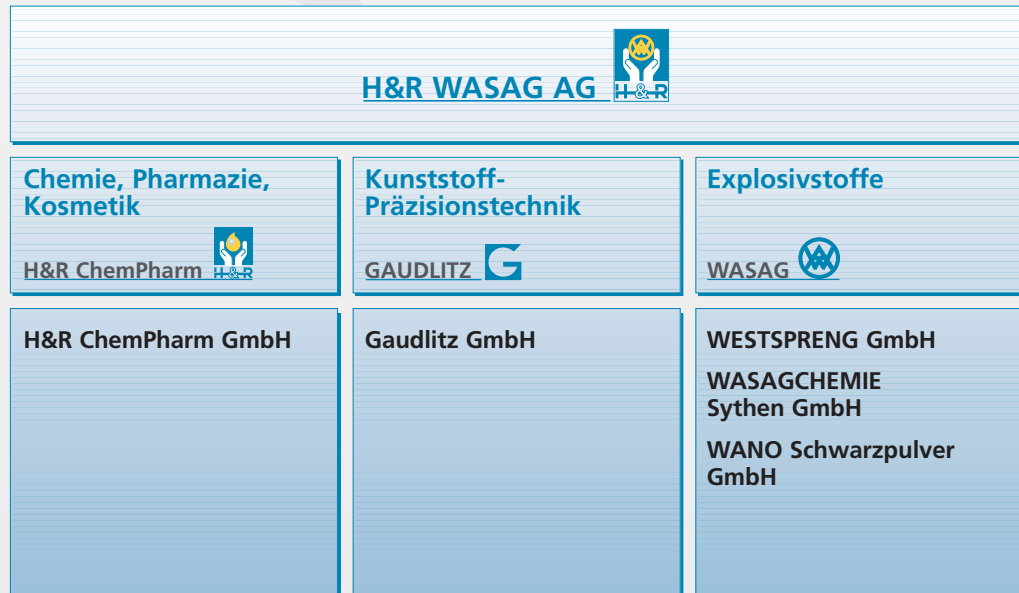 H&R WASAG AG
H&R
Chemie, Pharmazie,
Kosmetik
H&R ChemPharm
H&R
Kunststoff-
Präzisionstechnik
GAUDLITZ
G
Explosivstoffe
WASAG
H&R ChemPharm GmbH
Gaudlitz GmbH
WESTSPRENG GmbH
WASAGCHEMIE
Sythen GmbH
WANO Schwarzpulver
GmbH